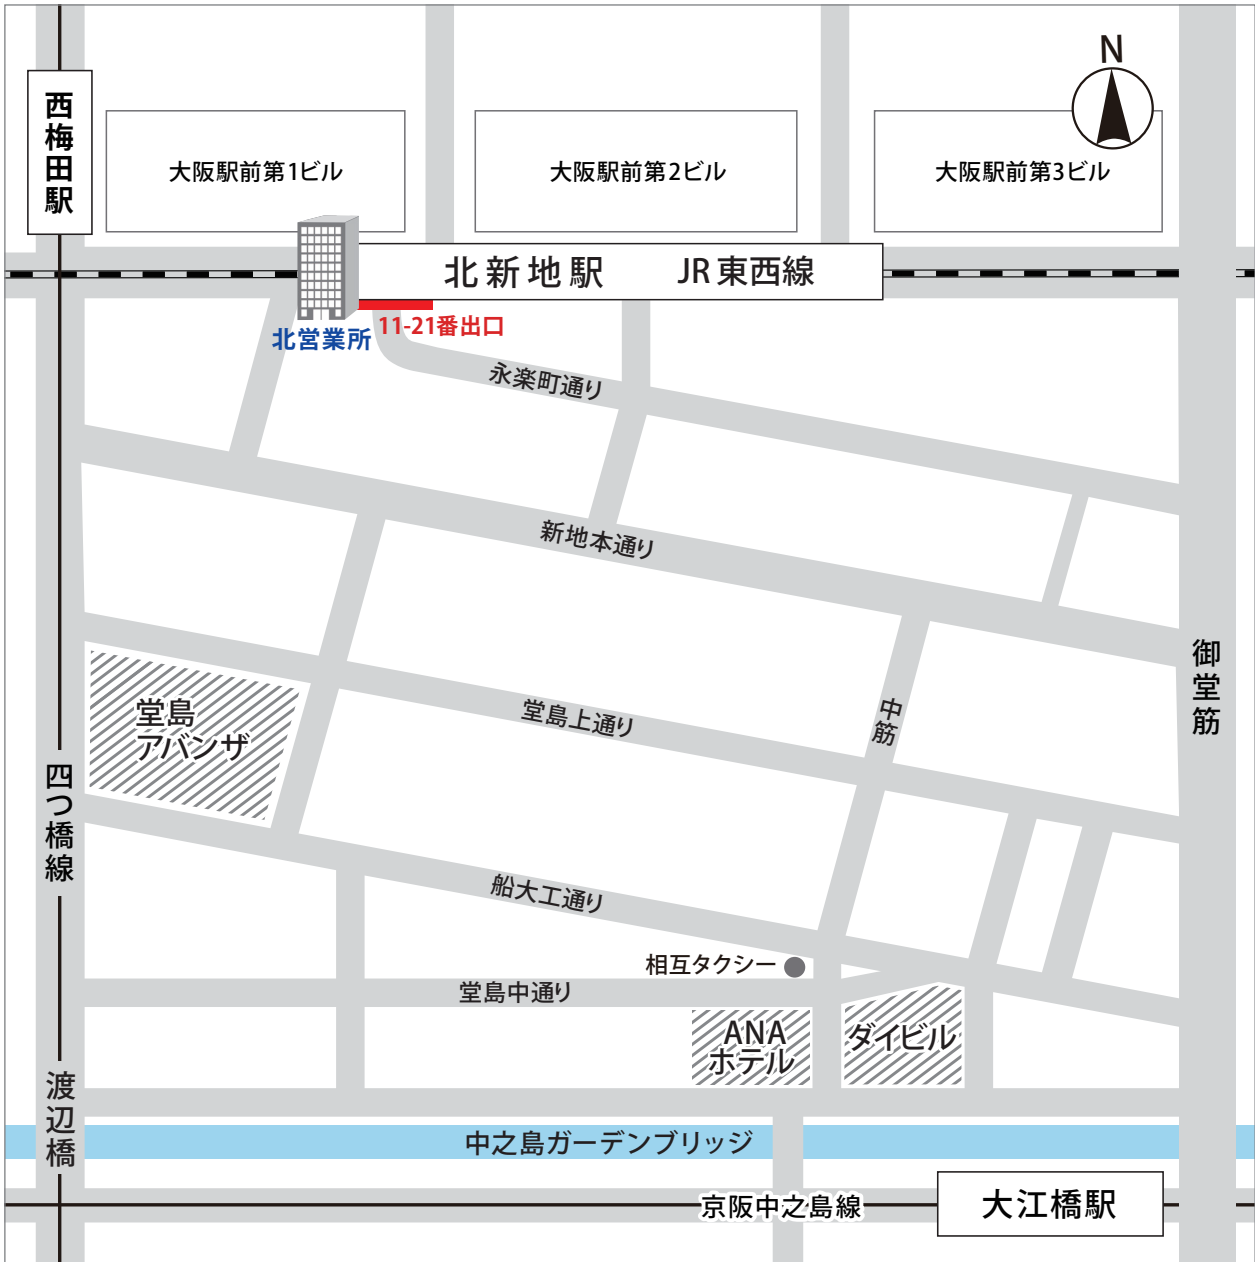 N
西梅田駅
大阪駅前第1ビル
大阪駅前第2ビル
大阪駅前第3ビル
北新地駅 JR東西線
11-21番出口
北営業所
永楽町通り
新地本通り
御堂筋
堂島
アバンザ
堂島上通り
中筋
四つ橋線
船大工通り
相互タクシー
堂島中通り
ANA
ホテル
ダイビル
渡辺橋
中之島ガーデンブリッジ
京阪中之島線
大江橋駅